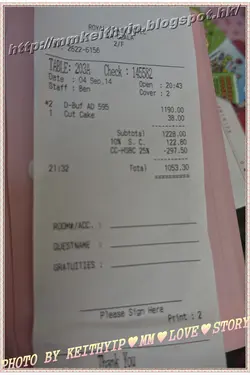 http://mmkeithyip.blogspot.hk/
2/F
2622-6156
TABLE: 203A Check : 145582
Date : 04 Sep.14 Open : 20:43
Staff : Ben Cover : 2
#2 D-Buf AD 595 1190.00
1 Cut Cake 38.00
Subtotal 1228.00
10% S. C. 122.80
CC-HSBC 25% -297.50
21:32 Total 1053.30
ROOM#/ACC. :
GUESTNAME :
GRATUITIES :
Please Sign Here
Print : 2
Thank You
PHOTO BY KEITHYIP♥MM♥LOVE♥STORY